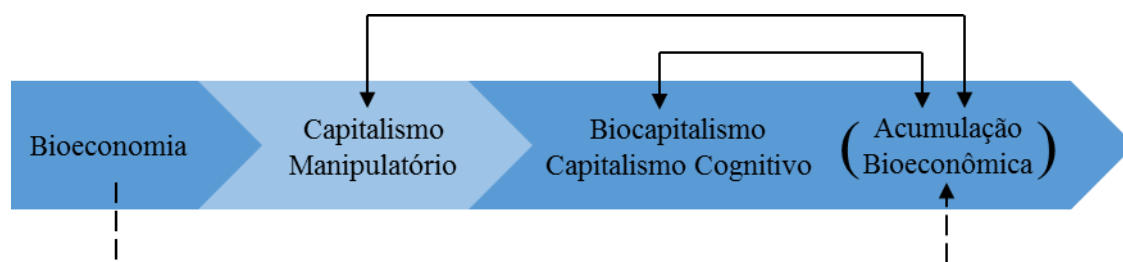 Bioeconomia
Capitalismo
Manipulatório
Biocapitalismo
Capitalismo Cognitivo
(Acumulação
Bioeconômica)